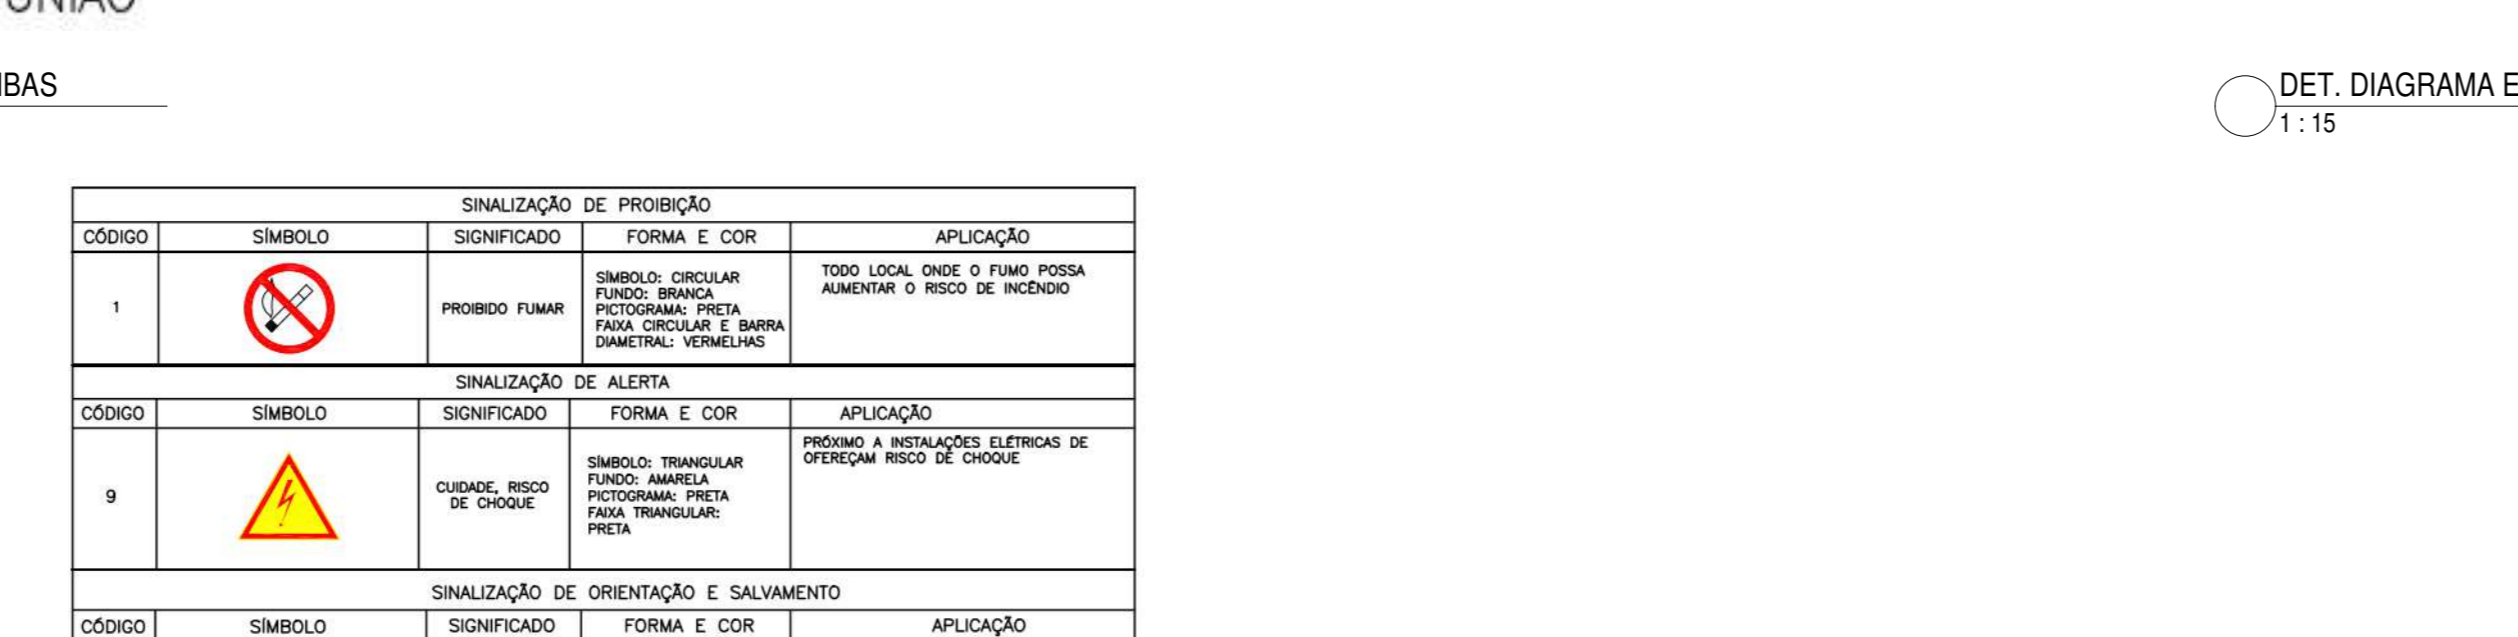 UNIÃO
IBAS
DET. DIAGRAMA E
1 : 15
SINALIZAÇÃO DE PROIBIÇÃO
CÓDIGO SÍMBOLO SIGNIFICADO FORMA E COR APLICAÇÃO
1
PROIBIDO FUMAR
SÍMBOLO: CIRCULAR
FUNDO: BRANCA
PICTOGRAMA: PRETA
FAIXA CIRCULAR E BARRA
DIAMETRAL: VERMELHAS
TODO LOCAL ONDE O FUMO POSSA
AUMENTAR O RISCO DE INCÊNDIO
SINALIZAÇÃO DE ALERTA
CÓDIGO SÍMBOLO SIGNIFICADO FORMA E COR APLICAÇÃO
9
CUIDADE, RISCO
DE CHOQUE
SÍMBOLO: TRIANGULAR
FUNDO: AMARELA
PICTOGRAMA: PRETA
FAIXA TRIANGULAR:
PRETA
PRÓXIMO A INSTALAÇÕES ELÉTRICAS DE
OFEREÇAM RISCO DE CHOQUE
SINALIZAÇÃO DE ORIENTAÇÃO E SALVAMENTO
CÓDIGO SÍMBOLO SIGNIFICADO FORMA E COR APLICAÇÃO